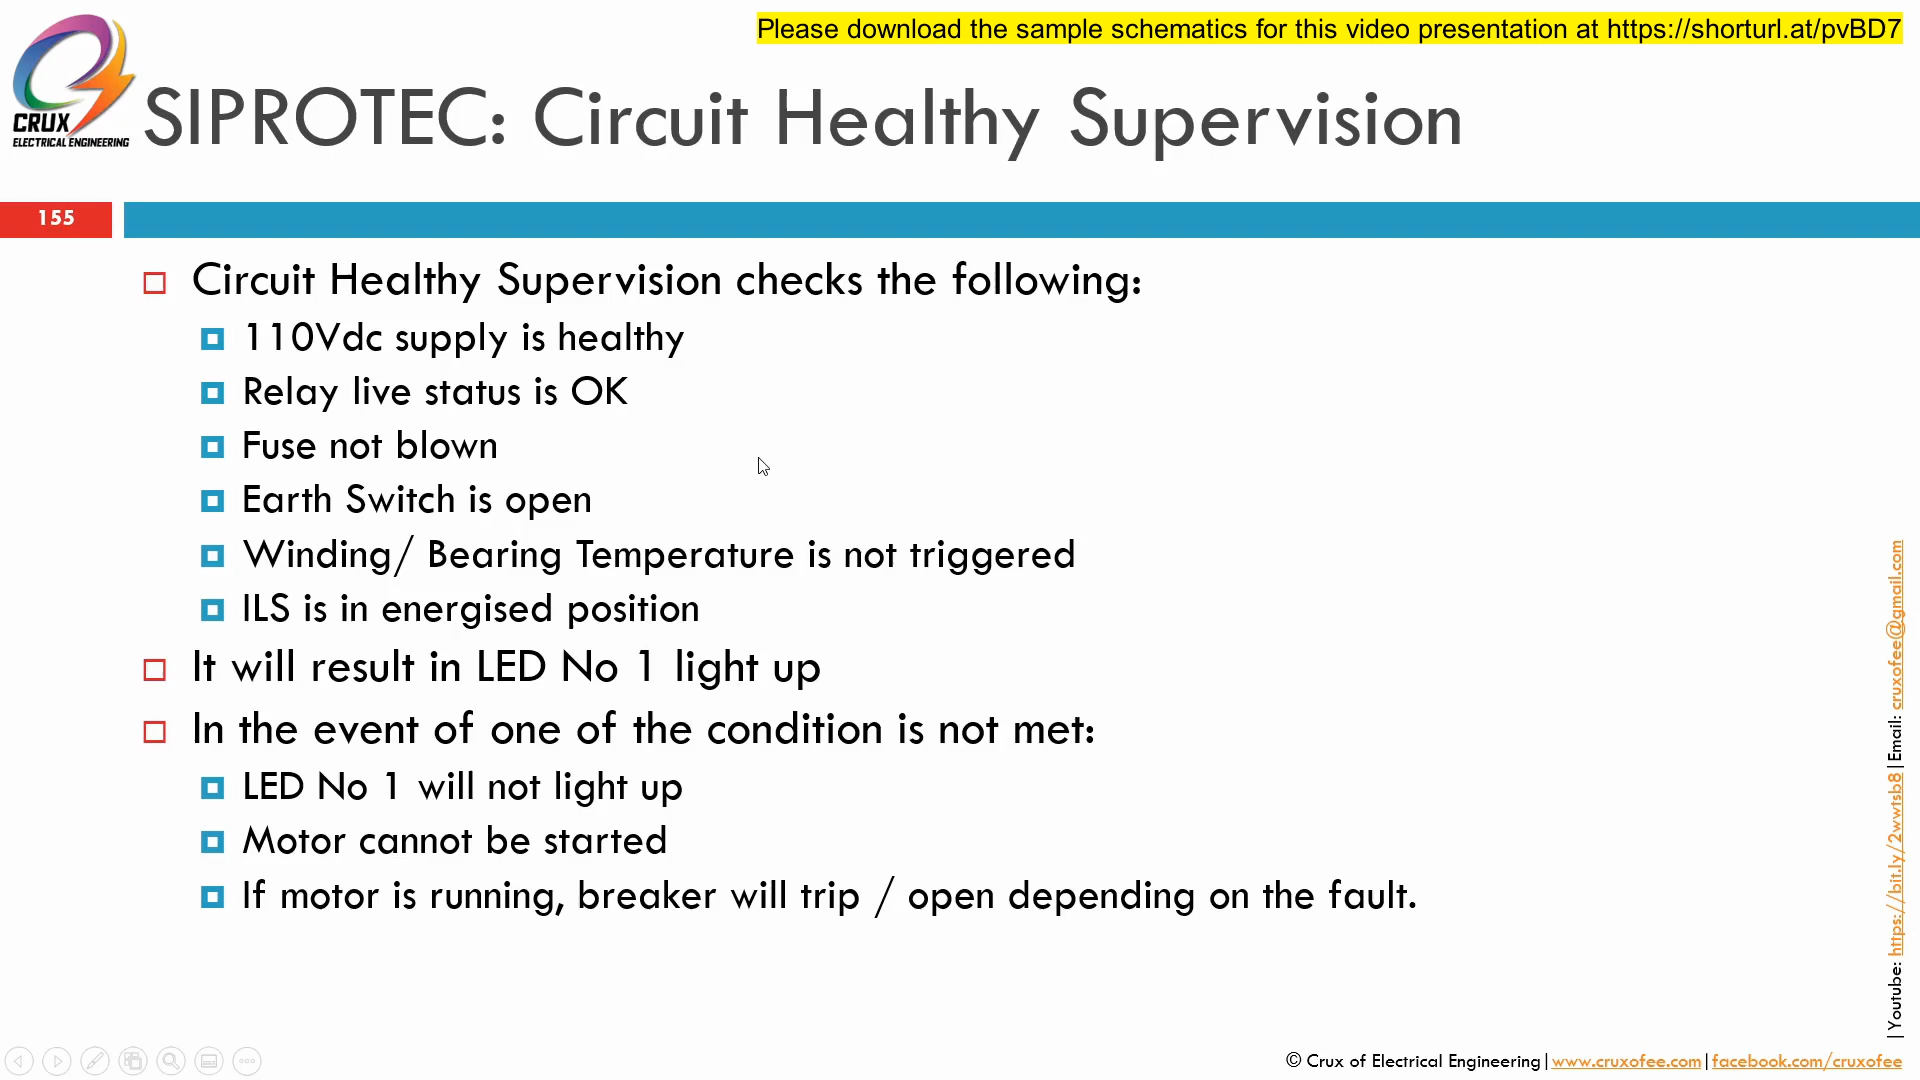 Please download the sample schematics for this video presentation at https://shorturl.at/pvBD7
CRUX
ELECTRICAL ENGINEERING
SIPROTEC: Circuit Healthy Supervision
155
Circuit Healthy Supervision checks the following:
110Vdc supply is healthy
Relay live status is OK
Fuse not blown
Earth Switch is open
Winding/ Bearing Temperature is not triggered
ILS is in energised position
It will result in LED No 1 light up
In the event of one of the condition is not met:
LED No 1 will not light up
Motor cannot be started
If motor is running, breaker will trip / open depending on the fault.
|Youtube: https://bit.ly/2wwtsb8|Email: cruxofee@gmail.com
© Crux of Electrical Engineering|www.cruxofee.com|facebook.com/cruxofee